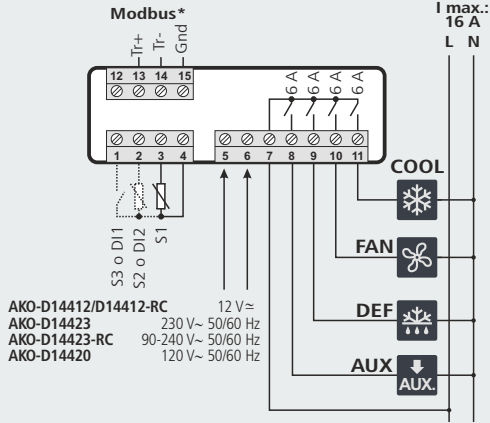 I max.:
16 A
L N
Modbus*
Tr+ Tr- Gnd
12 13 14 15
6 A 6 A 6 A 6 A
1 2 3 4 5 6 7 8 9 10 11
S3 o DI1
S2 o DI2
S1
COOL
FAN
DEF
AUX
AUX.
AKO-D14412/D14412-RC 12 V≂
AKO-D14423 230 V~ 50/60 Hz
AKO-D14423-RC 90-240 V~ 50/60 Hz
AKO-D14420 120 V~ 50/60 Hz